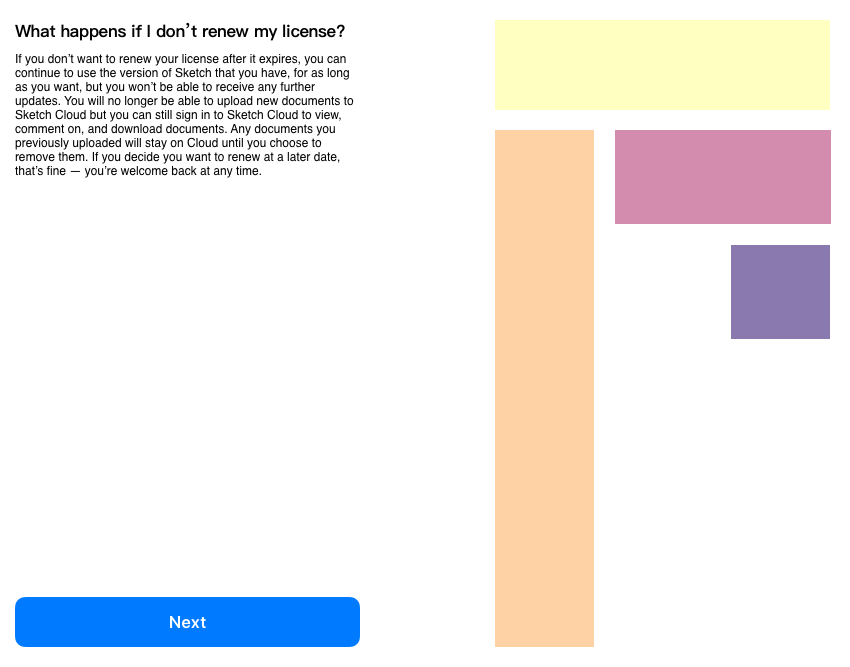 What happens if I don’t renew my license?
If you don’t want to renew your license after it expires, you can
continue to use the version of Sketch that you have, for as long
as you want, but you won’t be able to receive any further
updates. You will no longer be able to upload new documents to
Sketch Cloud but you can still sign in to Sketch Cloud to view,
comment on, and download documents. Any documents you
previously uploaded will stay on Cloud until you choose to
remove them. If you decide you want to renew at a later date,
that’s fine — you’re welcome back at any time.
Next